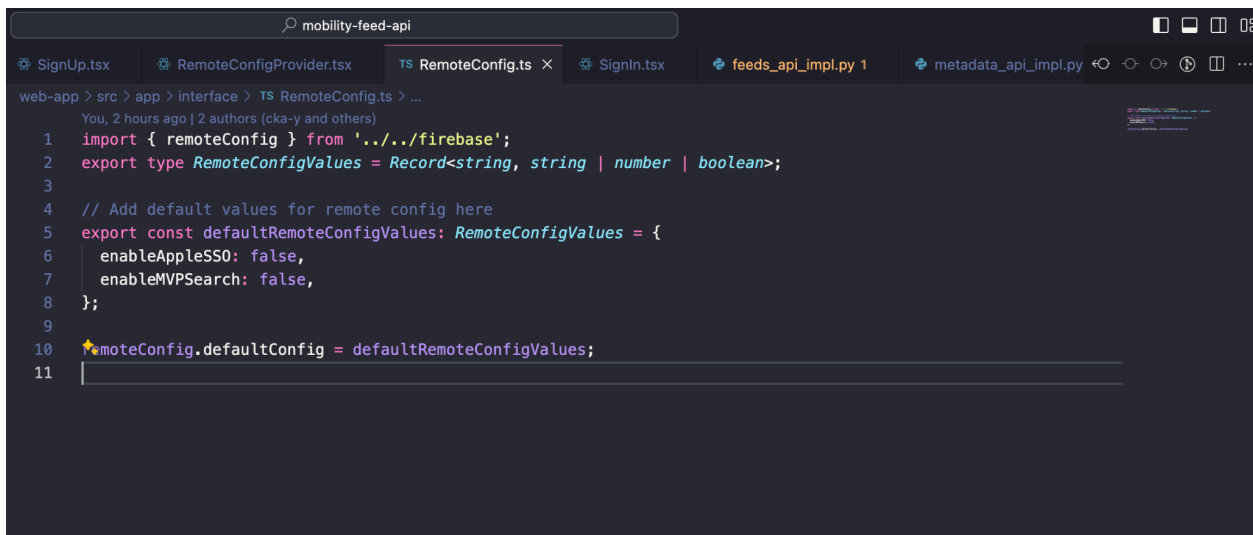 mobility-feed-api
SignUp.tsx RemoteConfigProvider.tsx TS RemoteConfig.ts × SignIn.tsx feeds_api_impl.py 1 metadata_api_impl.py
web-app > src > app > interface > TS RemoteConfig.ts > ...
You, 2 hours ago | 2 authors (cka-y and others)
1 import { remoteConfig } from '../../firebase';
2 export type RemoteConfigValues = Record<string, string | number | boolean>;
3
4 // Add default values for remote config here
5 export const defaultRemoteConfigValues: RemoteConfigValues = {
6 enableAppleSSO: false,
7 enableMVPSearch: false,
8 };
9
10 remoteConfig.defaultConfig = defaultRemoteConfigValues;
11